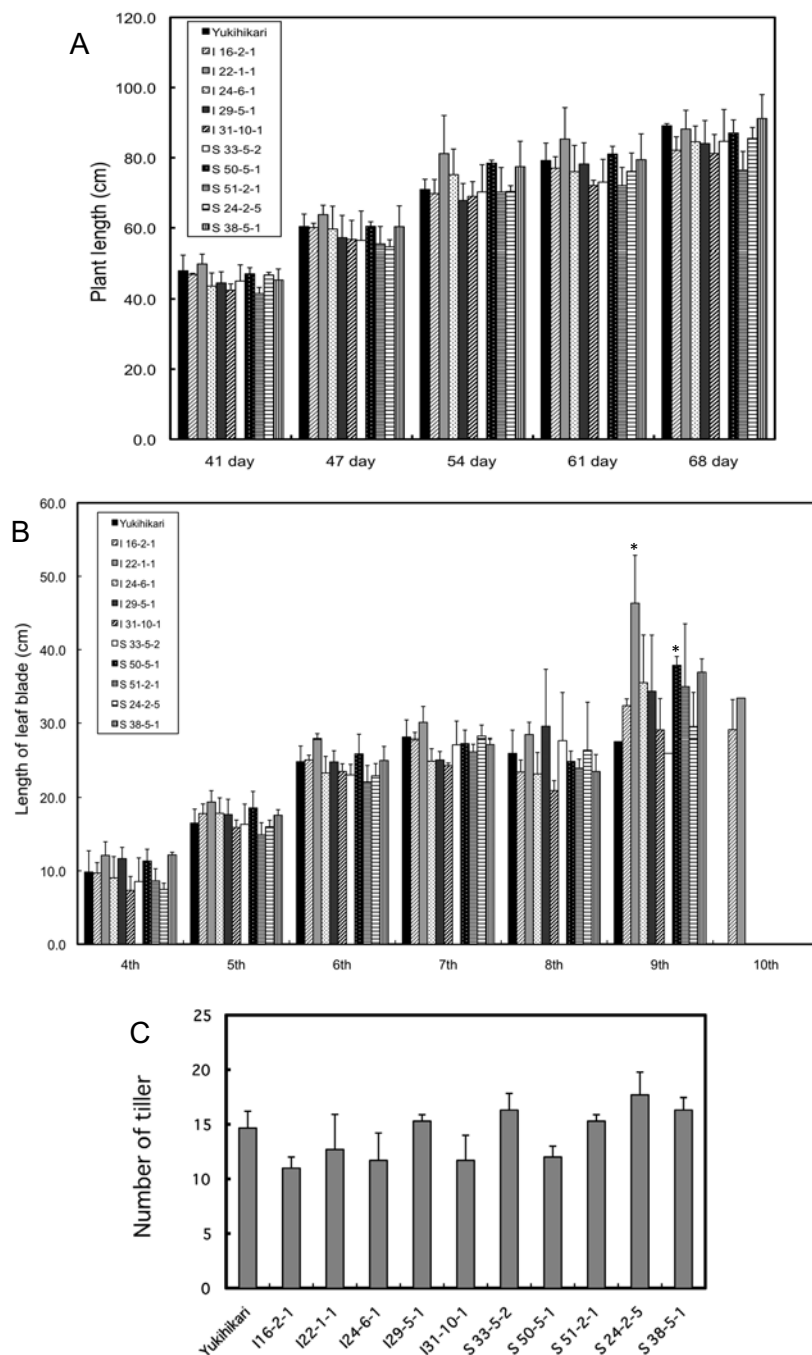 A
120.0
100.0
80.0
60.0
40.0
20.0
0.0
Plant length (cm)
Yukihikari
I 16-2-1
I 22-1-1
I 24-6-1
I 29-5-1
I 31-10-1
S 33-5-2
S 50-5-1
S 51-2-1
S 24-2-5
S 38-5-1
41 day 47 day 54 day 61 day 68 day
B
60.0
50.0
40.0
30.0
20.0
10.0
0.0
Length of leaf blade (cm)
Yukihikari
I 16-2-1
I 22-1-1
I 24-6-1
I 29-5-1
I 31-10-1
S 33-5-2
S 50-5-1
S 51-2-1
S 24-2-5
S 38-5-1
*
*
4th 5th 6th 7th 8th 9th 10th
C
25
20
15
10
5
0
Number of tiller
Yukihikari
I16-2-1
I22-1-1
I24-6-1
I29-5-1
I31-10-1
S 33-5-2
S 50-5-1
S 51-2-1
S 24-2-5
S 38-5-1